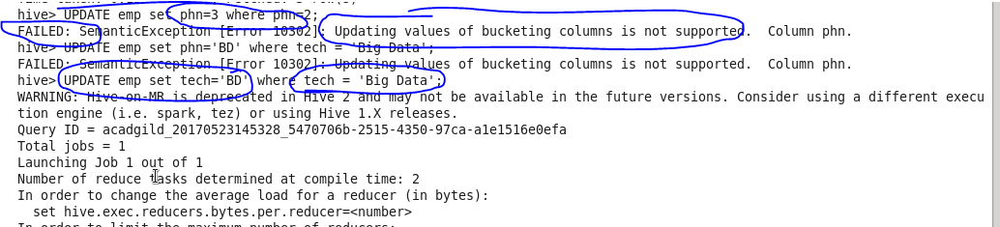 hive> UPDATE emp set phn=3 where phn=2;
FAILED: SemanticException [Error 10302]: Updating values of bucketing columns is not supported.  Column phn.
hive> UPDATE emp set phn='BD' where tech = 'Big Data';
FAILED: SemanticException [Error 10302]: Updating values of bucketing columns is not supported.  Column phn.
hive> UPDATE emp set tech='BD' where tech = 'Big Data';
WARNING: Hive-on-MR is deprecated in Hive 2 and may not be available in the future versions. Consider using a different execu
tion engine (i.e. spark, tez) or using Hive 1.X releases.
Query ID = acadgild_20170523145328_5470706b-2515-4350-97ca-a1e1516e0efa
Total jobs = 1
Launching Job 1 out of 1
Number of reduce tasks determined at compile time: 2
In order to change the average load for a reducer (in bytes):
  set hive.exec.reducers.bytes.per.reducer=<number>
In order to limit the maximum number of reducers: